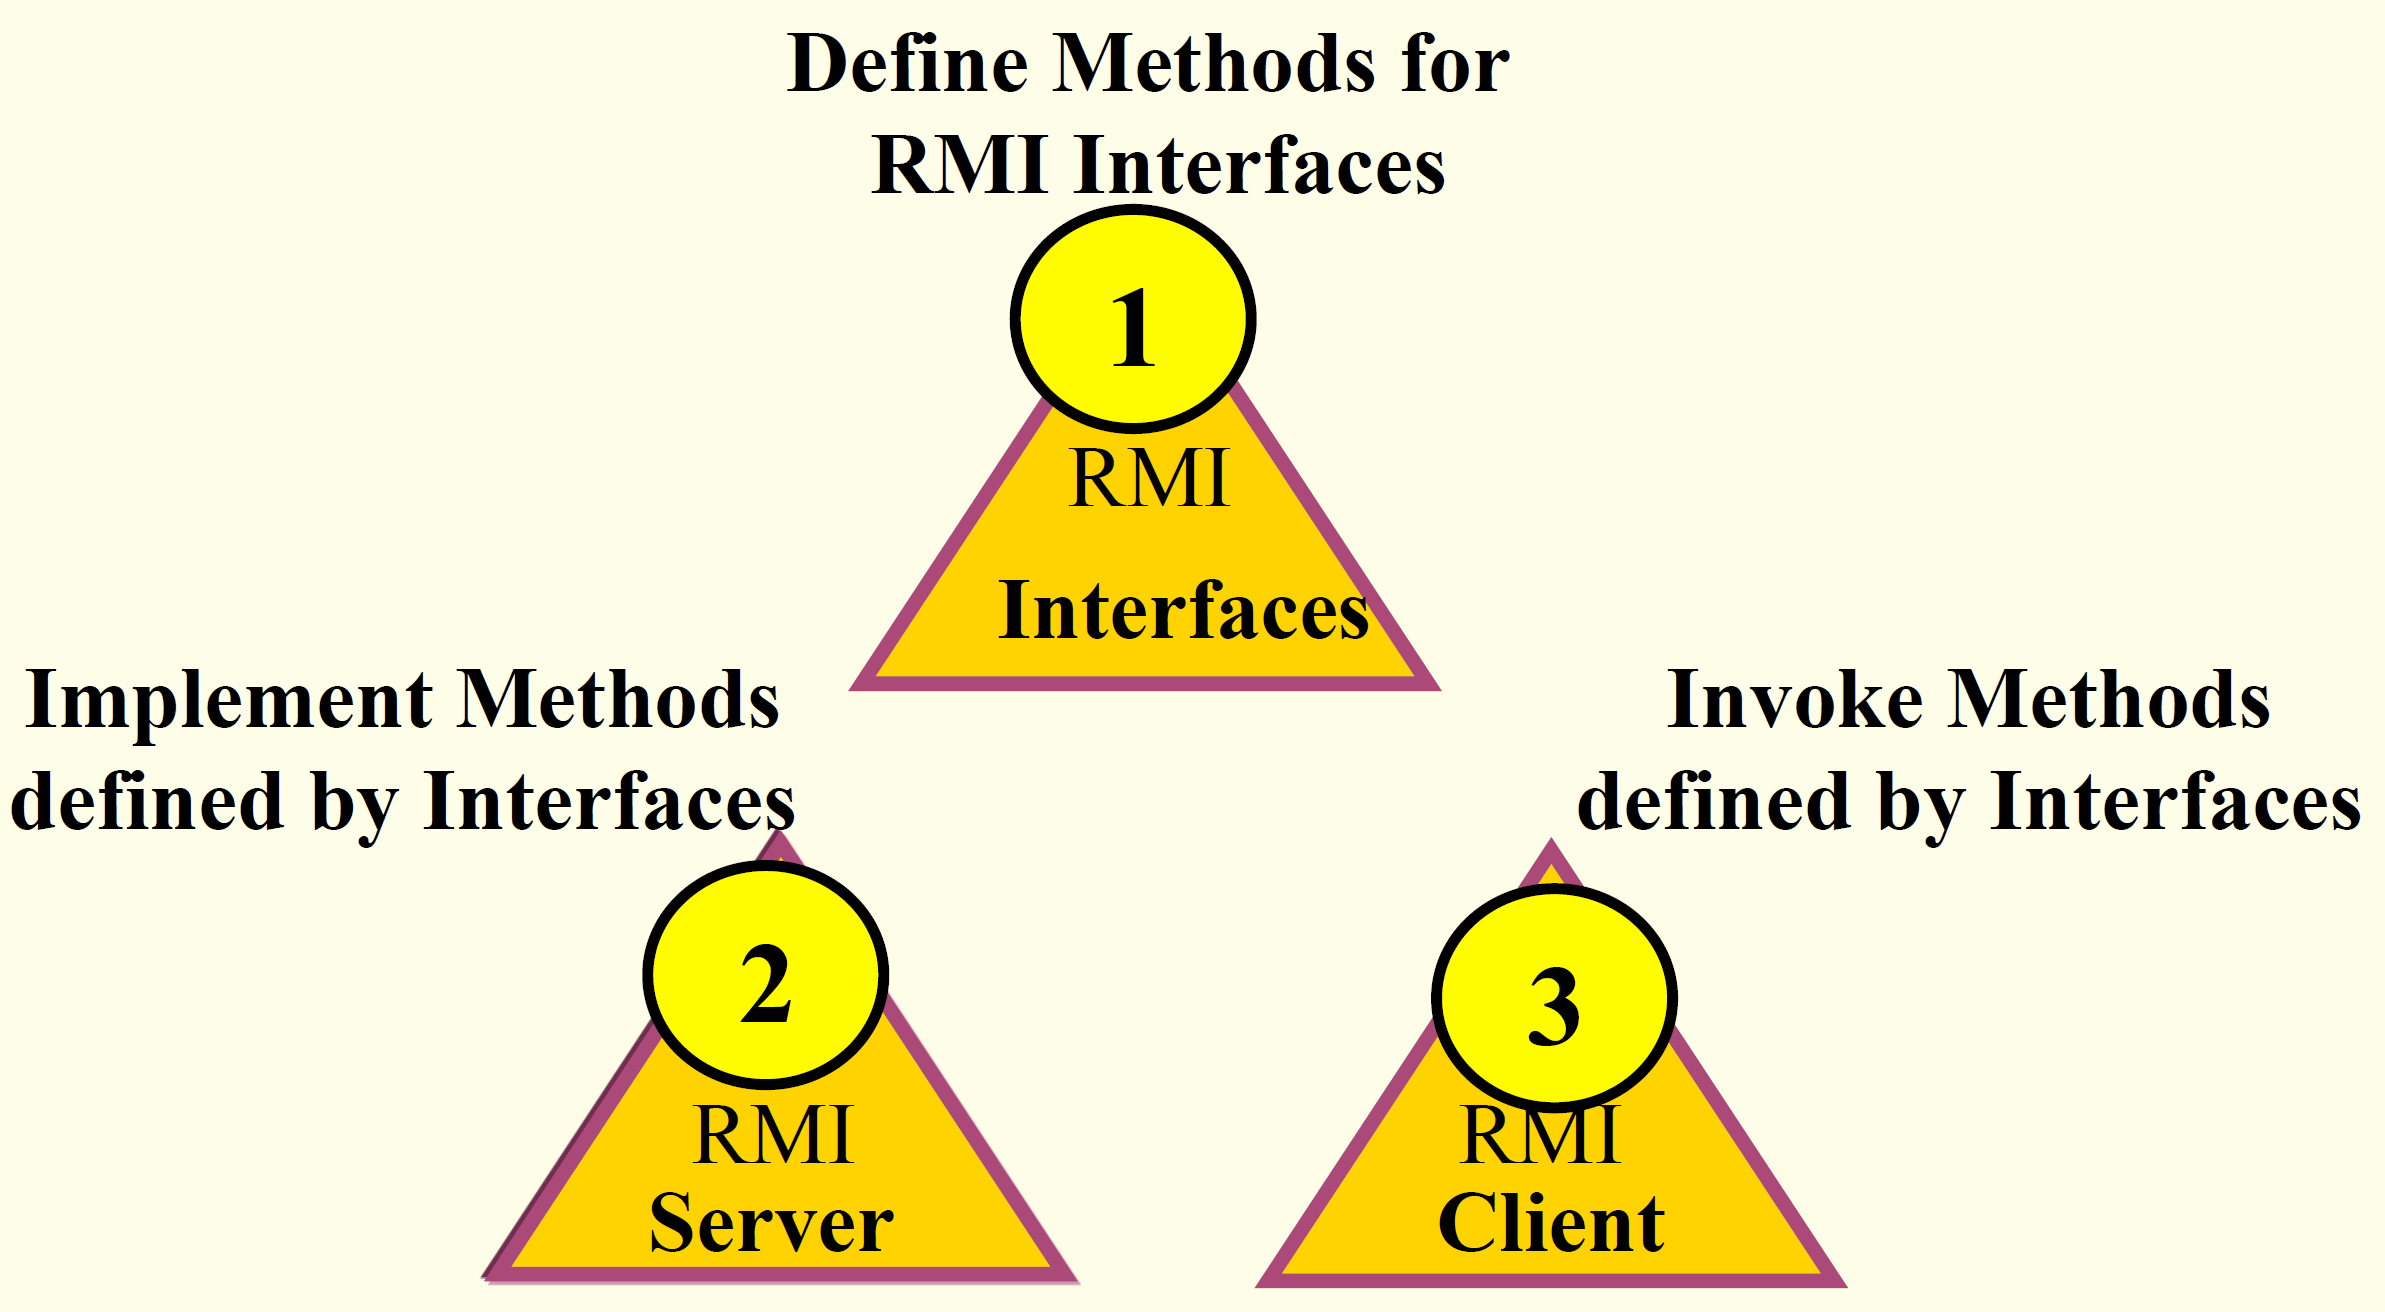 Define Methods for
RMI Interfaces
1
RMI
Interfaces
Implement Methods
defined by Interfaces
2
RMI
Server
Invoke Methods
defined by Interfaces
3
RMI
Client